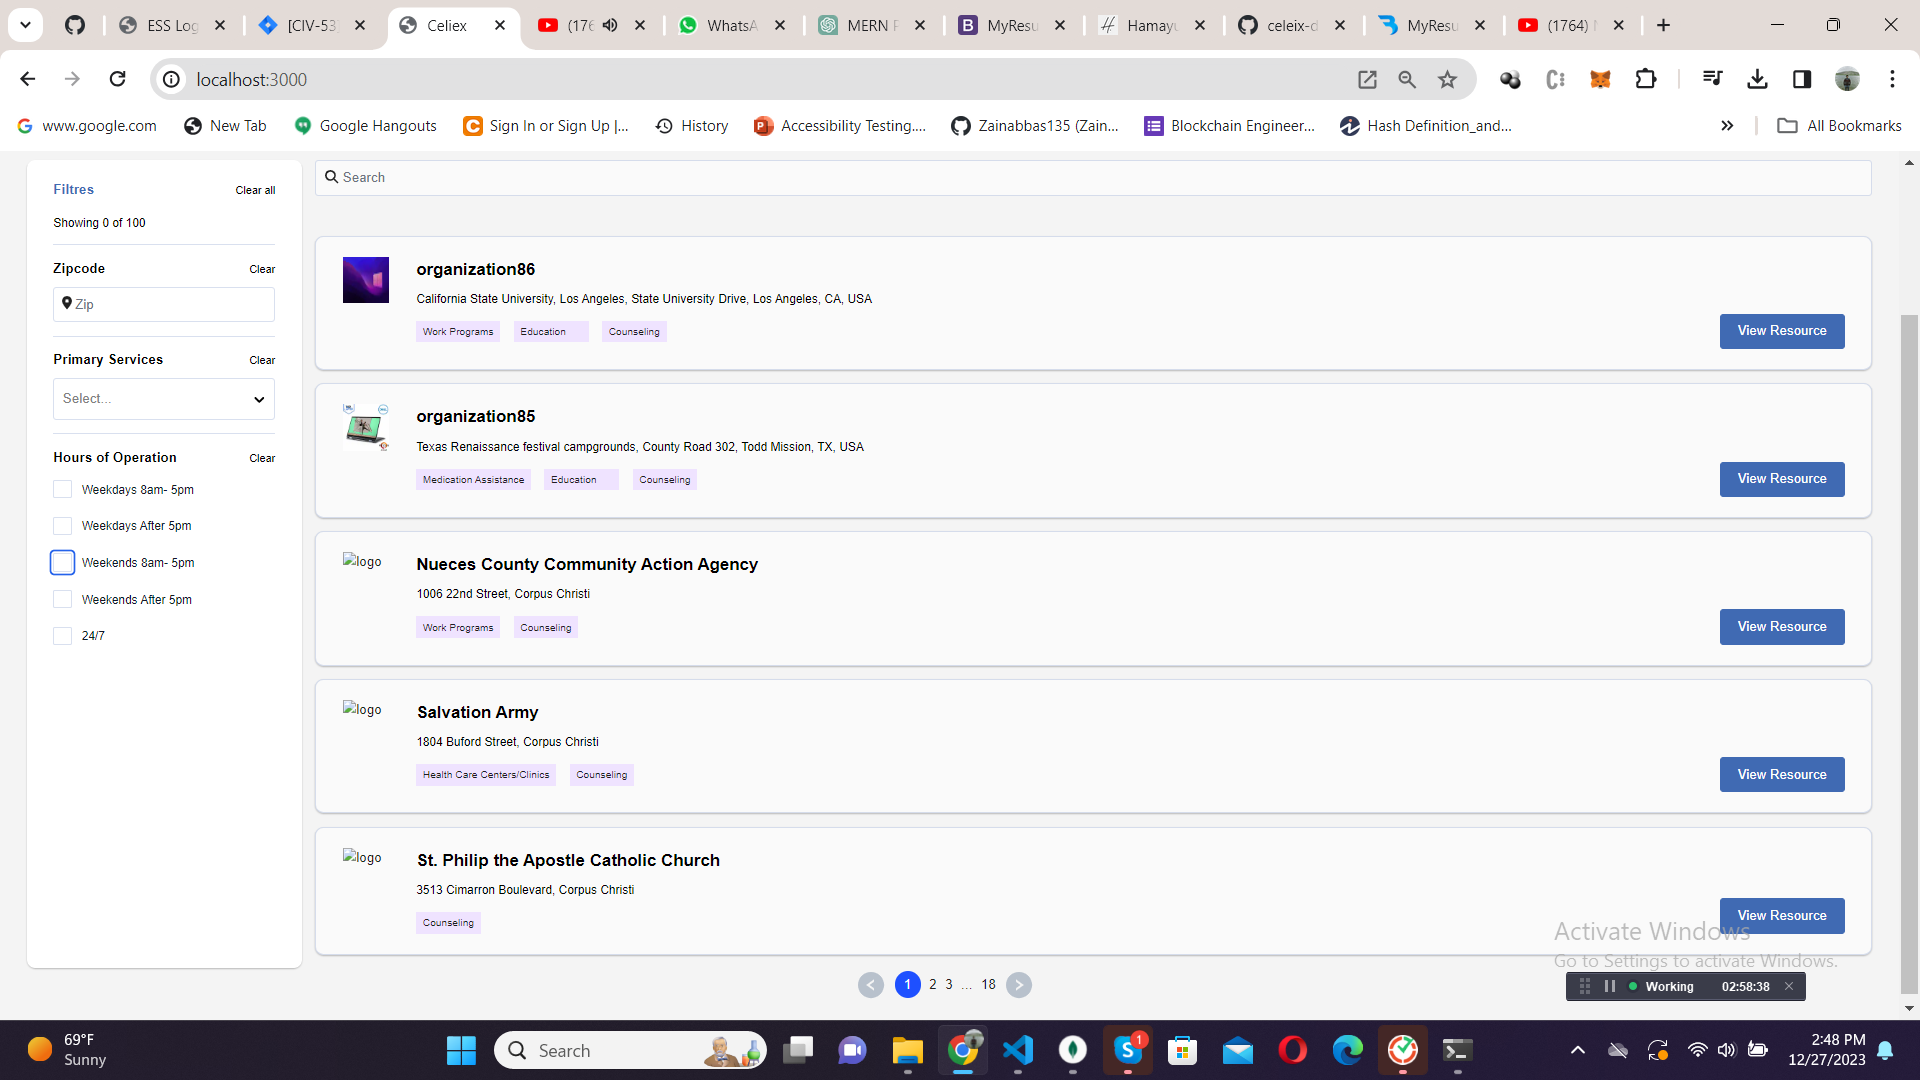 ESS Log
[CIV-53
Celiex
(176
WhatsA
MERN F
MyResu
Hamayu
celeix-d
MyResu
(1764)
localhost:3000
www.google.com
New Tab
Google Hangouts
Sign In or Sign Up |...
History
Accessibility Testing....
Zainabbas135 (Zain...
Blockchain Engineer...
Hash Definition_and...
All Bookmarks
Filtres
Clear all
Showing 0 of 100
Zipcode
Clear
Zip
Primary Services
Clear
Select...
Hours of Operation
Clear
Weekdays 8am- 5pm
Weekdays After 5pm
Weekends 8am- 5pm
Weekends After 5pm
24/7
Search
organization86
California State University, Los Angeles, State University Drive, Los Angeles, CA, USA
Work Programs Education Counseling
View Resource
organization85
Texas Renaissance festival campgrounds, County Road 302, Todd Mission, TX, USA
Medication Assistance Education Counseling
View Resource
logo
Nueces County Community Action Agency
1006 22nd Street, Corpus Christi
Work Programs Counseling
View Resource
logo
Salvation Army
1804 Buford Street, Corpus Christi
Health Care Centers/Clinics Counseling
View Resource
logo
St. Philip the Apostle Catholic Church
3513 Cimarron Boulevard, Corpus Christi
Counseling
View Resource
< 1 2 3 ... 18 >
Activate Windows
Go to Settings to activate Windows.
Working 02:58:38
69°F
Sunny
Search
1
2:48 PM
12/27/2023